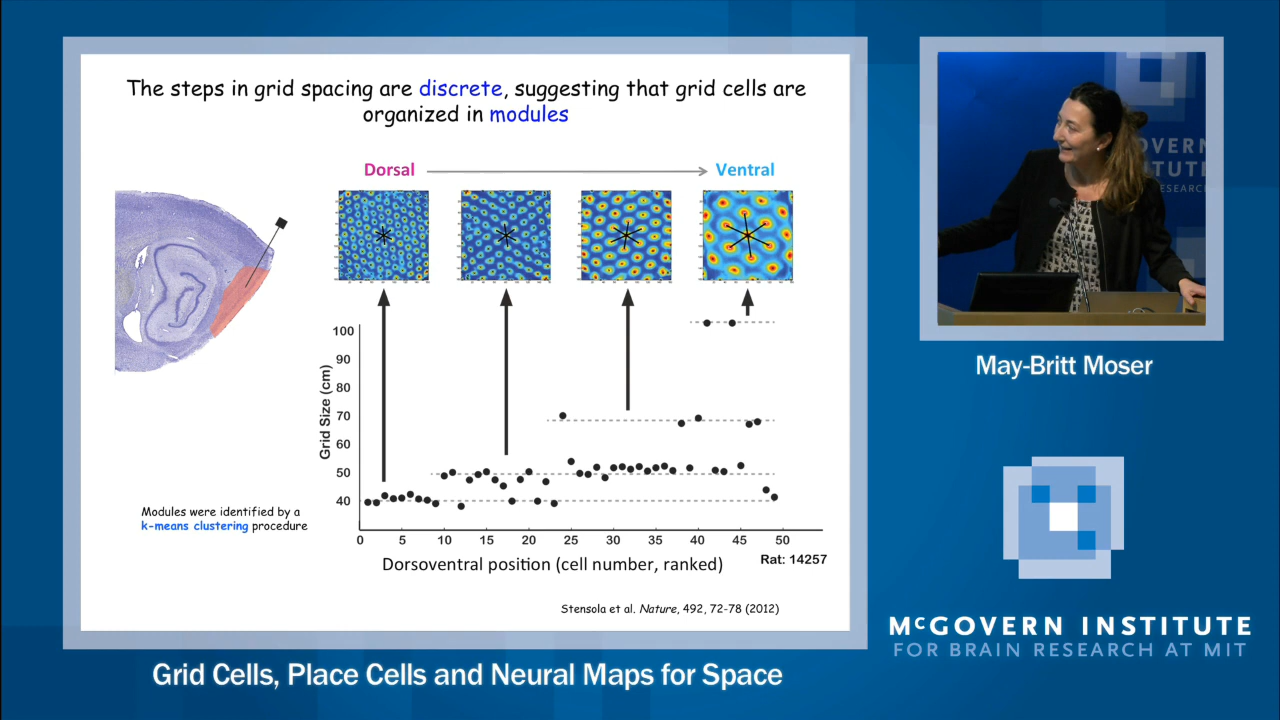 The steps in grid spacing are discrete, suggesting that grid cells are
organized in modules
Dorsal
Ventral
100
90
80
70
60
50
40
Grid Size (cm)
0
5
10
15
20
25
30
35
40
45
50
Dorsoventral position (cell number, ranked)
Rat: 14257
Modules were identified by a
k-means clustering procedure
Stensola et al. Nature, 492, 72-78 (2012)
OVERN
INSTITUTE
RESEARCH
May-Britt Moser
McGOVERN INSTITUTE
FOR BRAIN RESEARCH AT MIT
Grid Cells, Place Cells and Neural Maps for Space